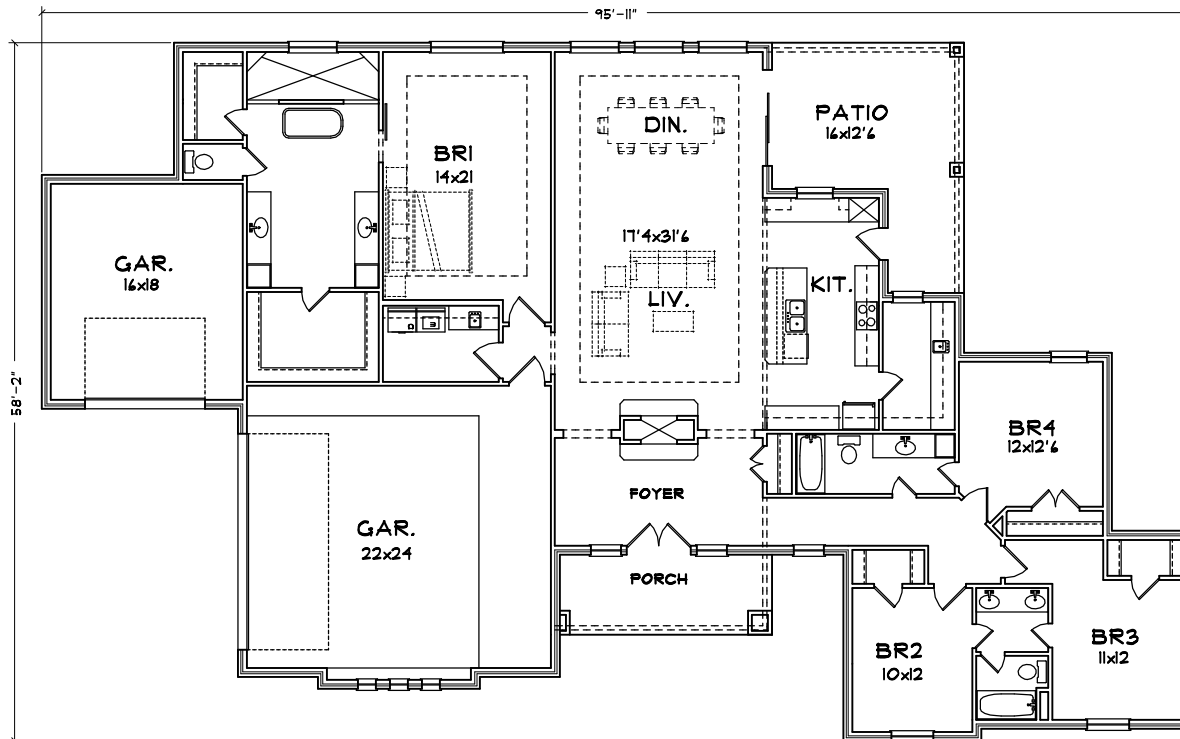 95'-11"
PATIO
16x12'6
DIN.
BR1
14x21
17'4x31'6
GAR.
16x18
KIT.
LIV.
58'-2"
BR4
12x12'6
FOYER
GAR.
22x24
PORCH
BR3
11x12
BR2
10x12